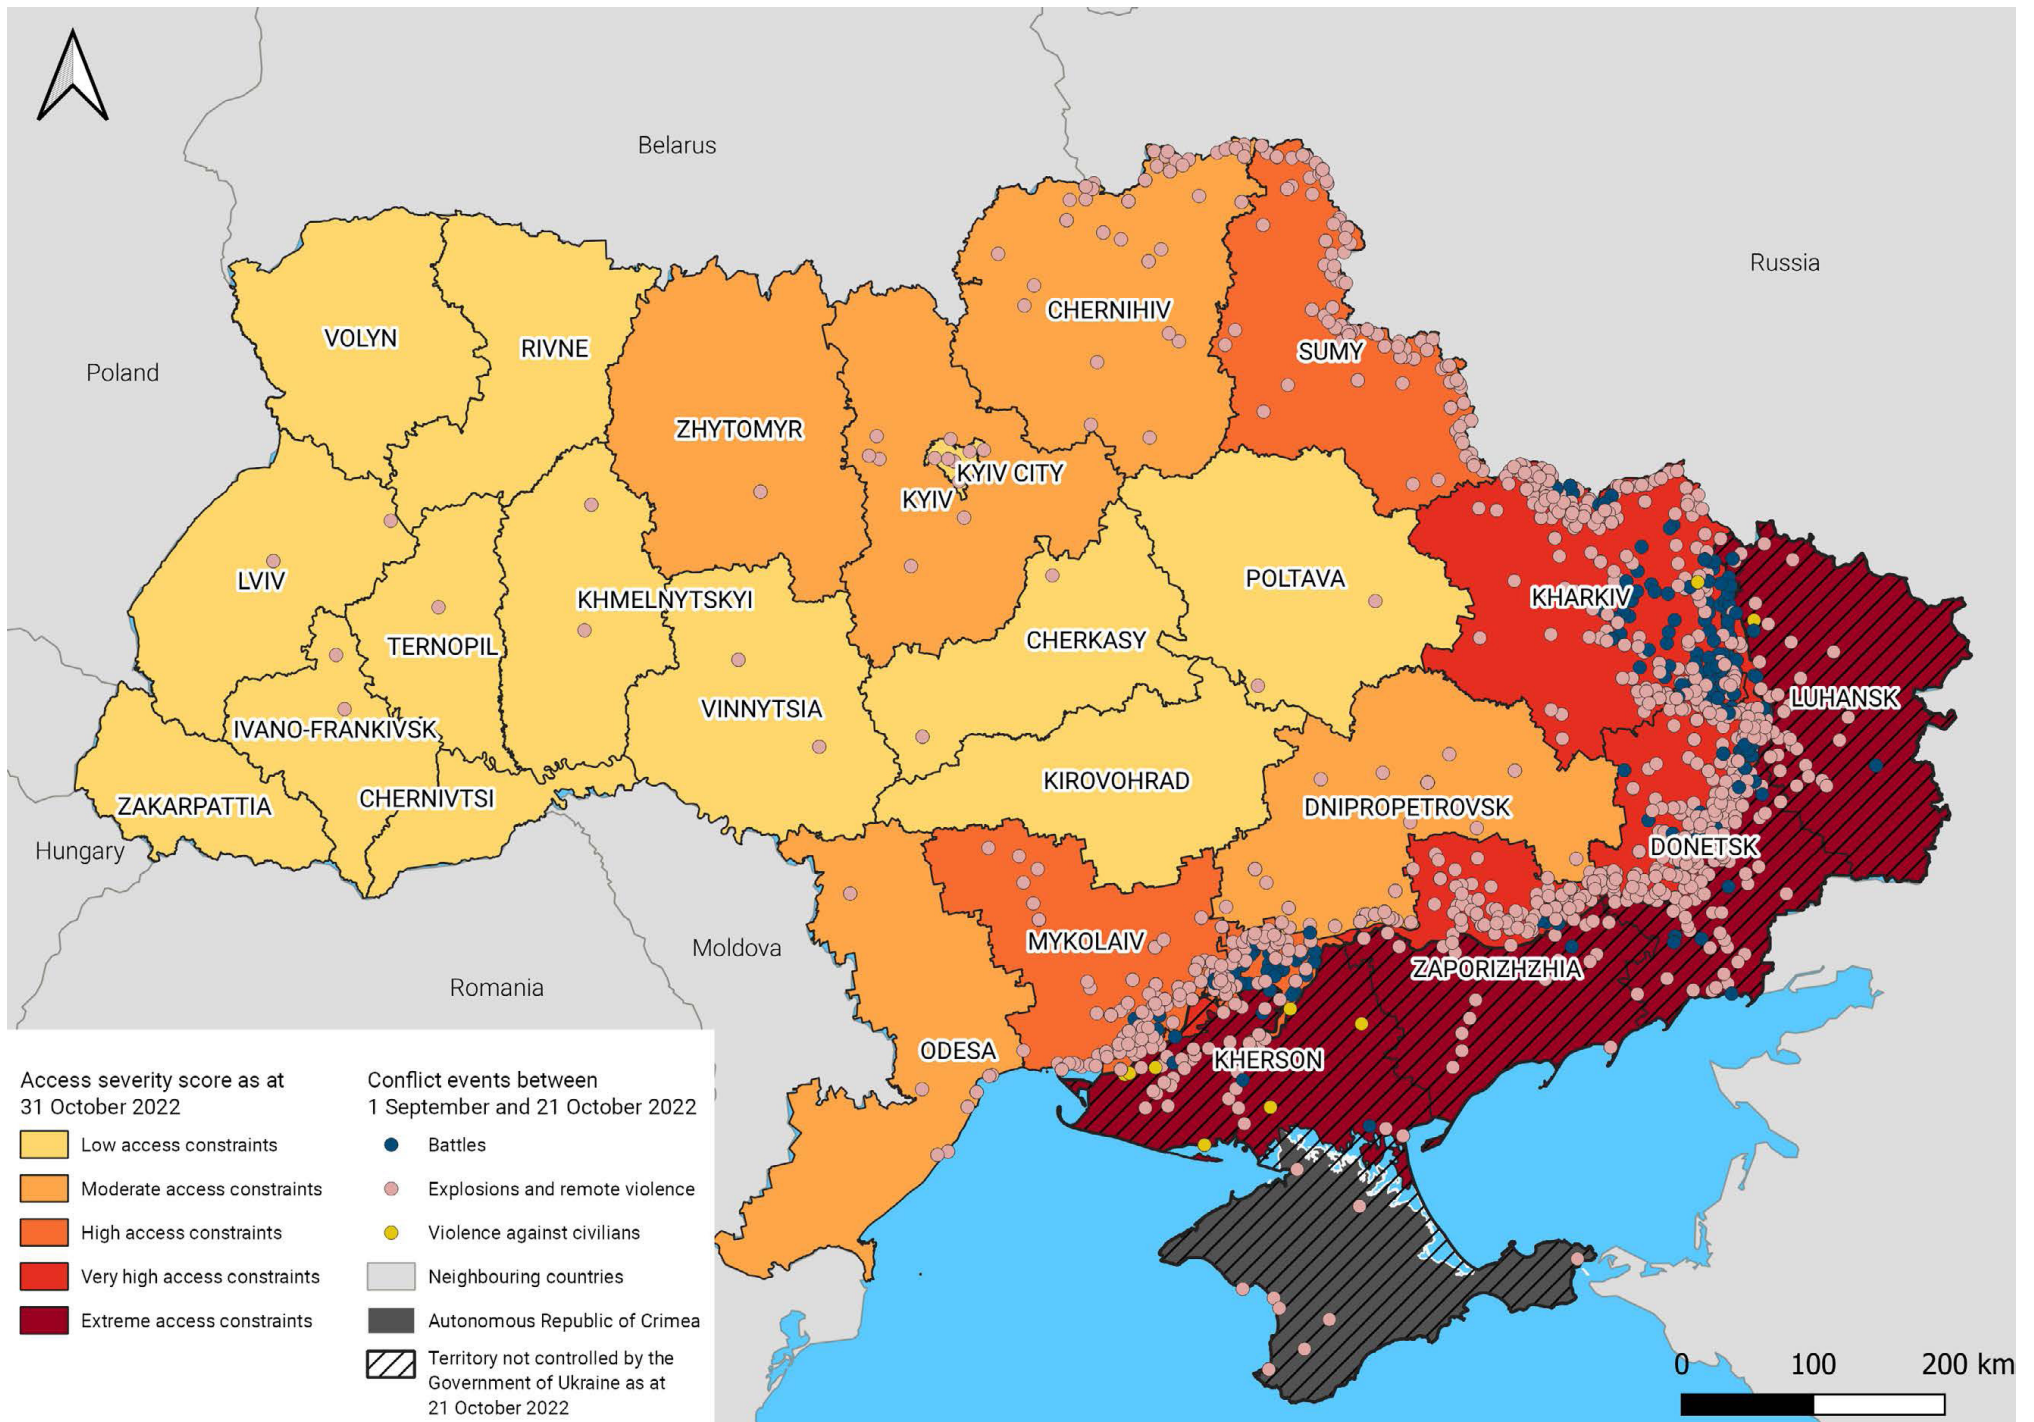 Belarus
Russia
Poland
VOLYN
RIVNE
CHERNIHIV
SUMY
ZHYTOMYR
KYIV CITY
KYIV
LVIV
KHMELNYTSKYI
TERNOPIL
POLTAVA
KHARKIV
CHERKASY
LUHANSK
VINNYTSIA
IVANO-FRANKIVSK
KIROVOHRAD
ZAKARPATTIA
CHERNIVTSI
DNIPROPETROVSK
Hungary
DONETSK
MYKOLAIV
Moldova
ZAPORIZHZHIA
Romania
ODESA
KHERSON
Access severity score as at
31 October 2022
Low access constraints
Moderate access constraints
High access constraints
Very high access constraints
Extreme access constraints
Conflict events between
1 September and 21 October 2022
Battles
Explosions and remote violence
Violence against civilians
Neighbouring countries
Autonomous Republic of Crimea
Territory not controlled by the
Government of Ukraine as at
21 October 2022
0 100 200 km